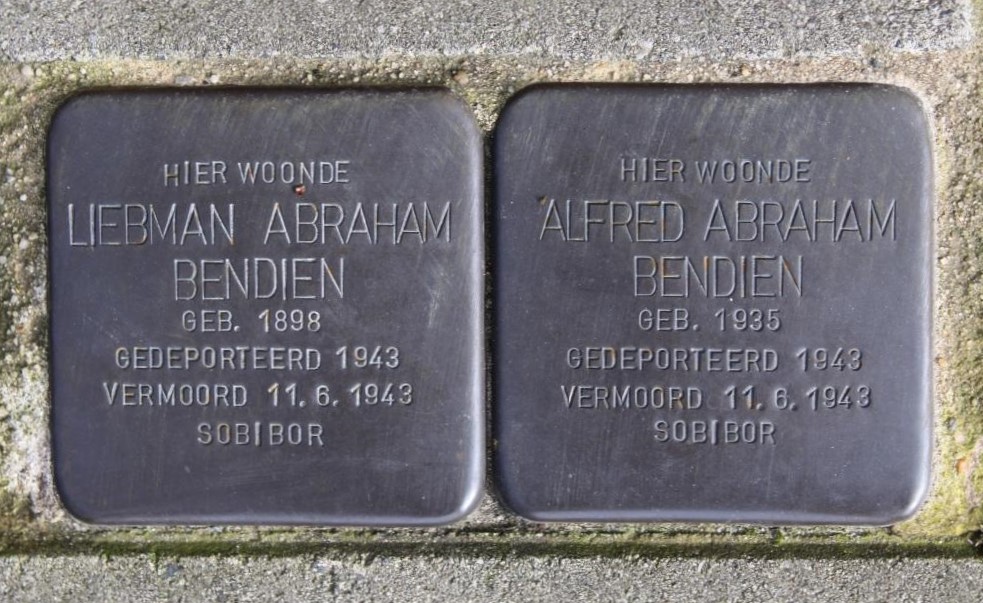 HIER WOONDE
LIEBMAN ABRAHAM
BENDIEN
GEB. 1898
GEDEPORTEERD 1943
VERMOORD 11.6.1943
SOBIBOR
HIER WOONDE
ALFRED ABRAHAM
BENDIEN
GEB. 1935
GEDEPORTEERD 1943
VERMOORD 11.6.1943
SOBIBOR